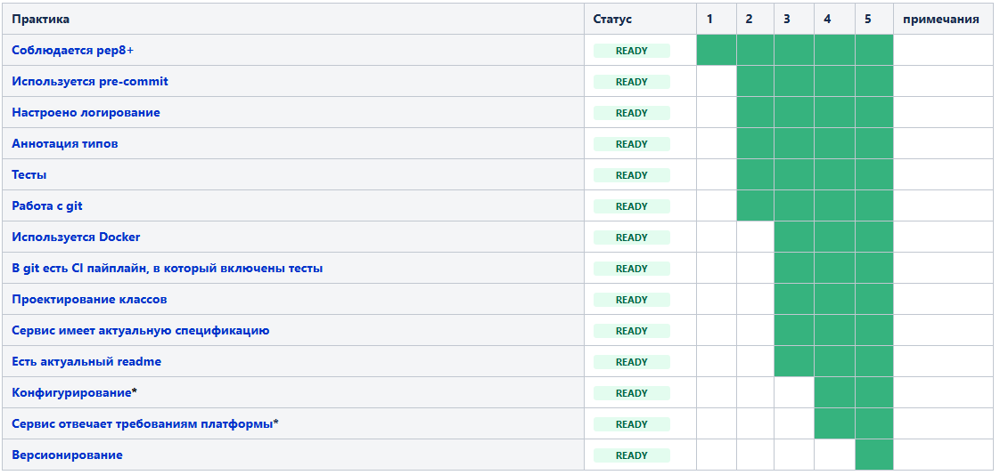 Практика Статус 1 2 3 4 5 примечания
Соблюдается pep8+ READY
Используется pre-commit READY
Настроено логирование READY
Аннотация типов READY
Тесты READY
Работа с git READY
Используется Docker READY
В git есть CI пайплайн, в который включены тесты READY
Проектирование классов READY
Сервис имеет актуальную спецификацию READY
Есть актуальный readme READY
Конфигурирование* READY
Сервис отвечает требованиям платформы* READY
Версионирование READY